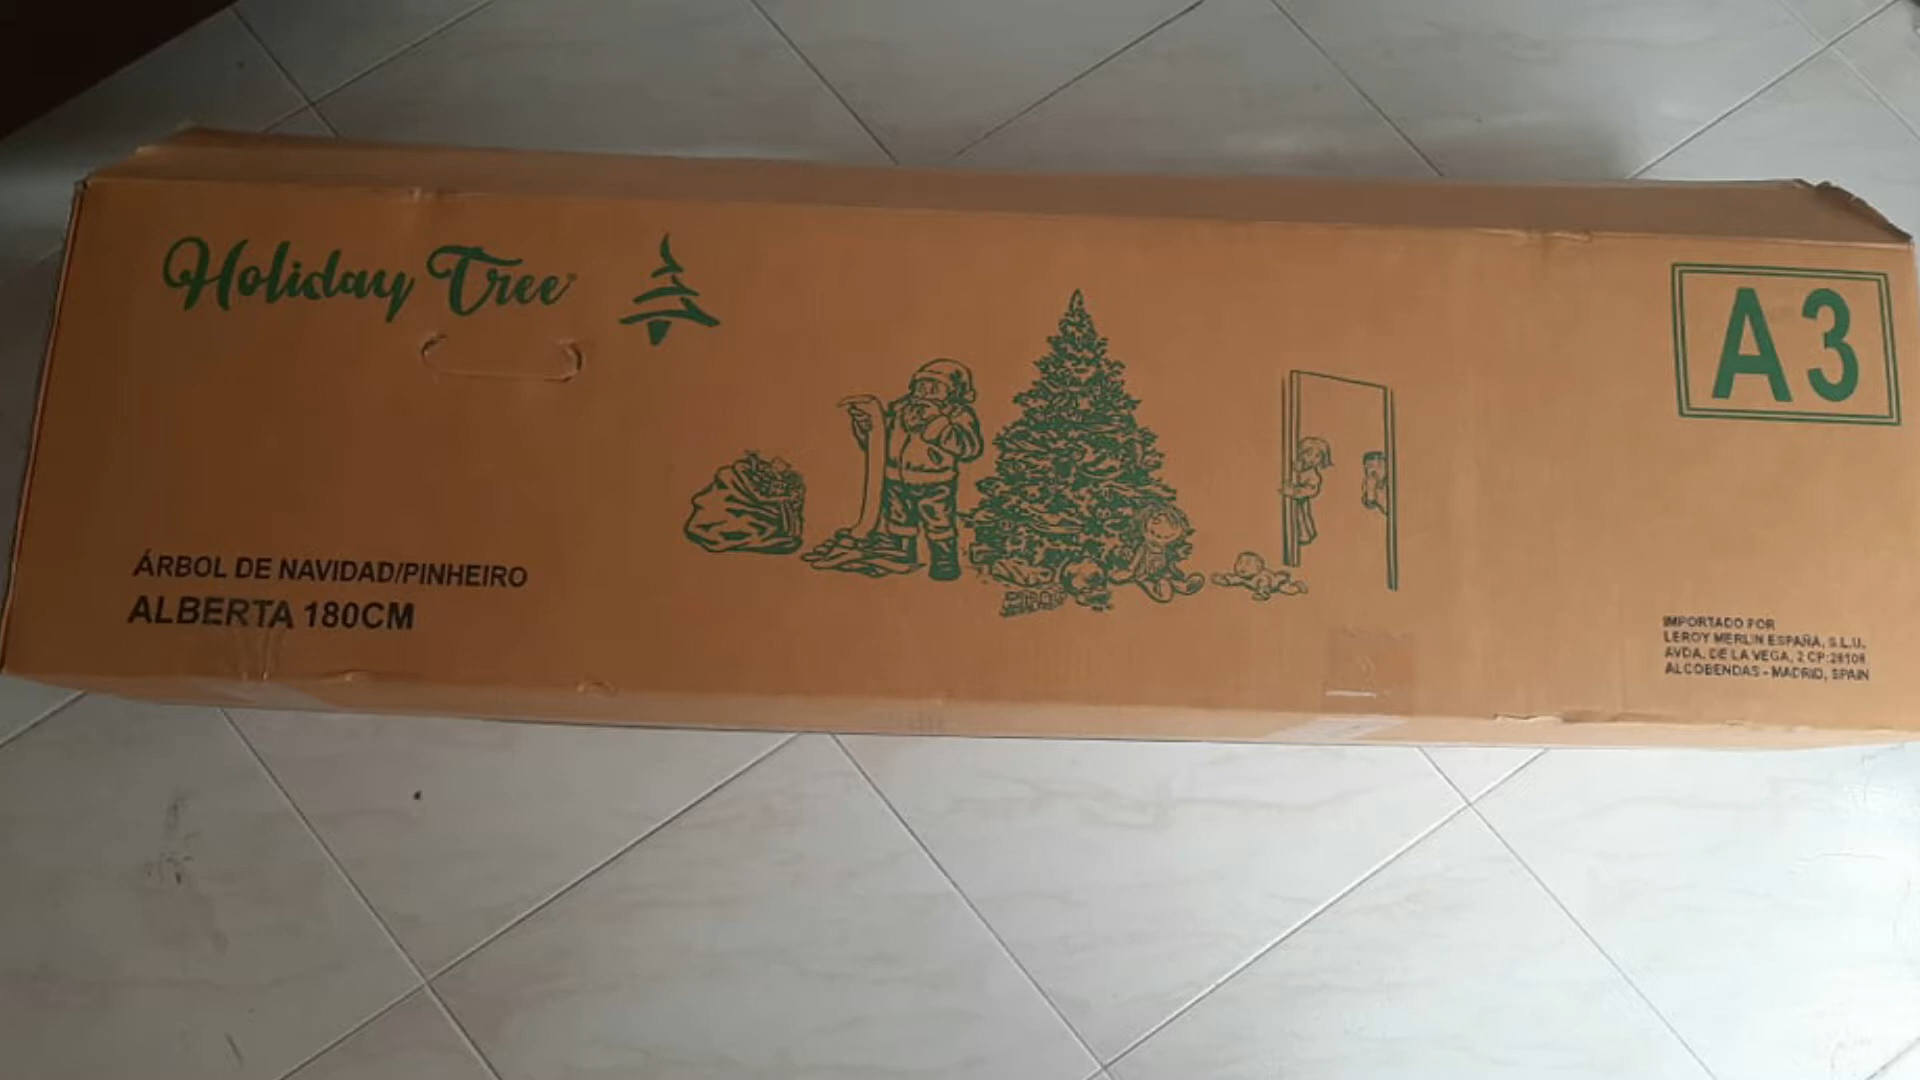 Holiday Tree
A3
ÁRBOL DE NAVIDAD/PINHEIRO
ALBERTA 180CM
IMPORTADO POR
LEROY MERLIN ESPAÑA, S.L.U.
AVDA. DE LA VEGA, 2 CP:28108
ALCOBENDAS - MADRID, SPAIN